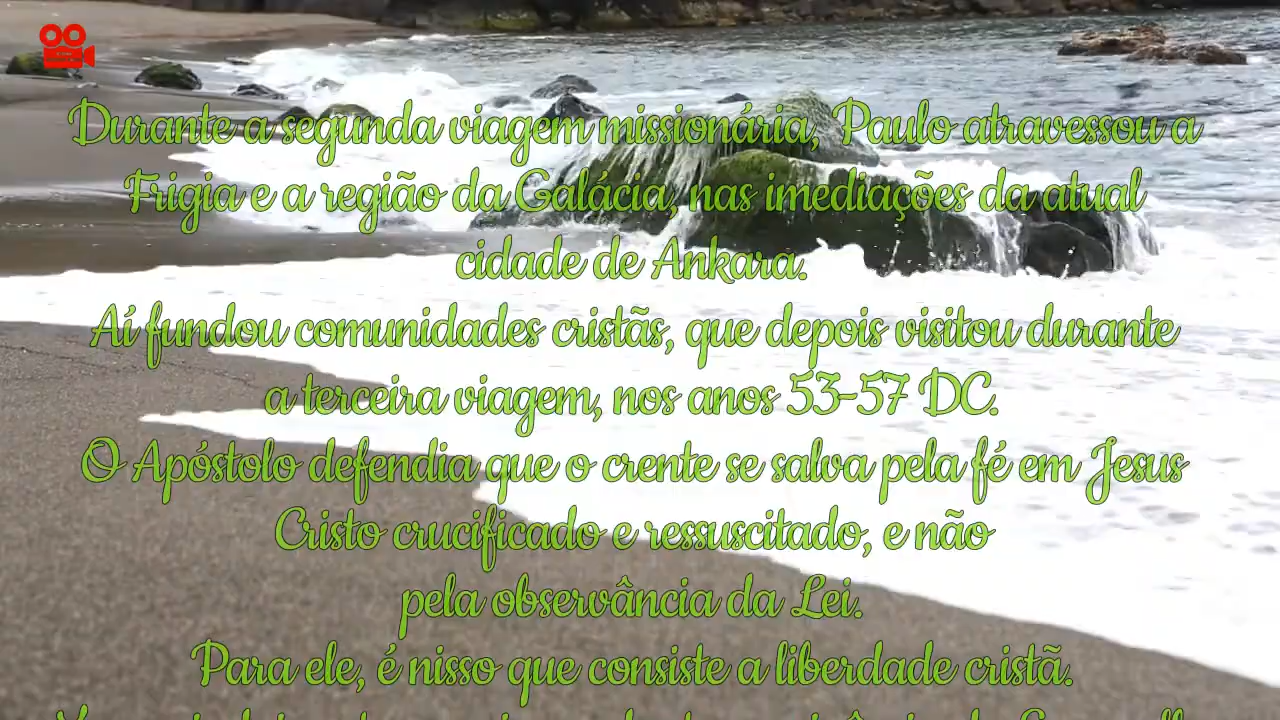 Durante a segunda viagem missionária, Paulo atravessou a
Frigia e a região da Galácia, nas imediações da atual
cidade de Ankara.
Aí fundou comunidades cristãs, que depois visitou durante
a terceira viagem, nos anos 53-57 DC.
O Apóstolo defendia que o crente se salva pela fé em Jesus
Cristo crucificado e ressuscitado, e não
pela observância da Lei.
Para ele, é nisso que consiste a liberdade cristã.